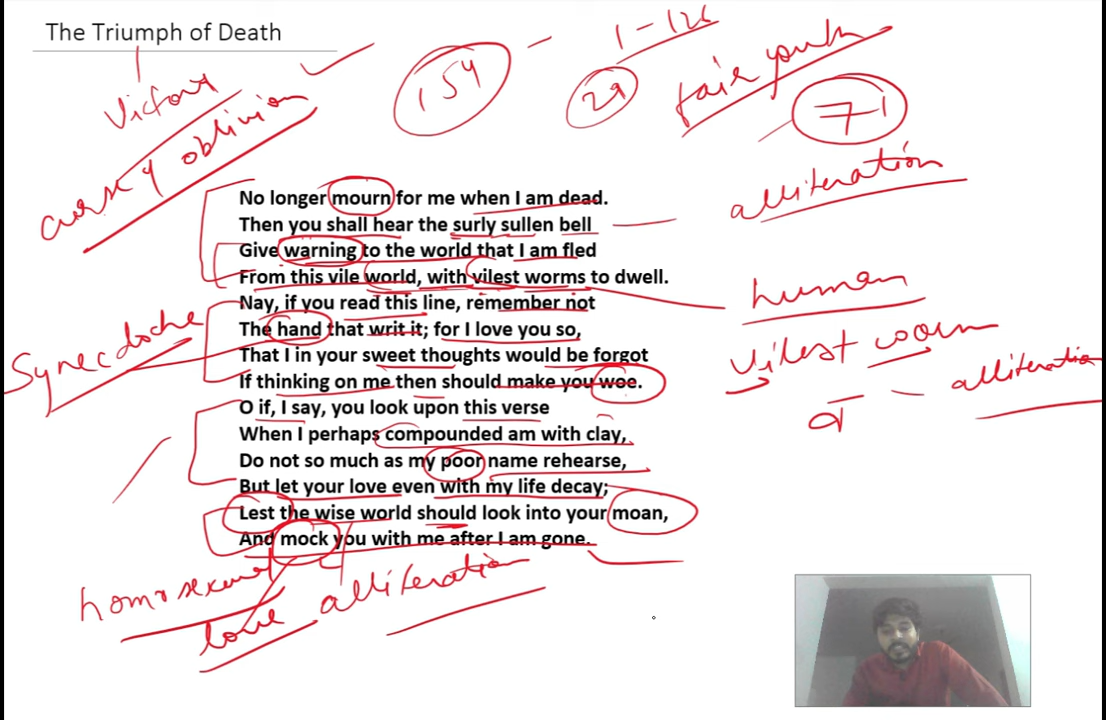 The Triumph of Death
Victory
curse of oblivion
154
1-126
29
fair youth
71
alliteration
No longer mourn for me when I am dead.
Then you shall hear the surly sullen bell
Give warning to the world that I am fled
From this vile world, with vilest worms to dwell.
Nay, if you read this line, remember not
The hand that writ it; for I love you so,
That I in your sweet thoughts would be forgot
If thinking on me then should make you woe.
O if, I say, you look upon this verse
When I perhaps compounded am with clay,
Do not so much as my poor name rehearse,
But let your love even with my life decay;
Lest the wise world should look into your moan,
And mock you with me after I am gone.
Synecdoche
human
vilest worm
alliteration
homosexual
love
alliteration